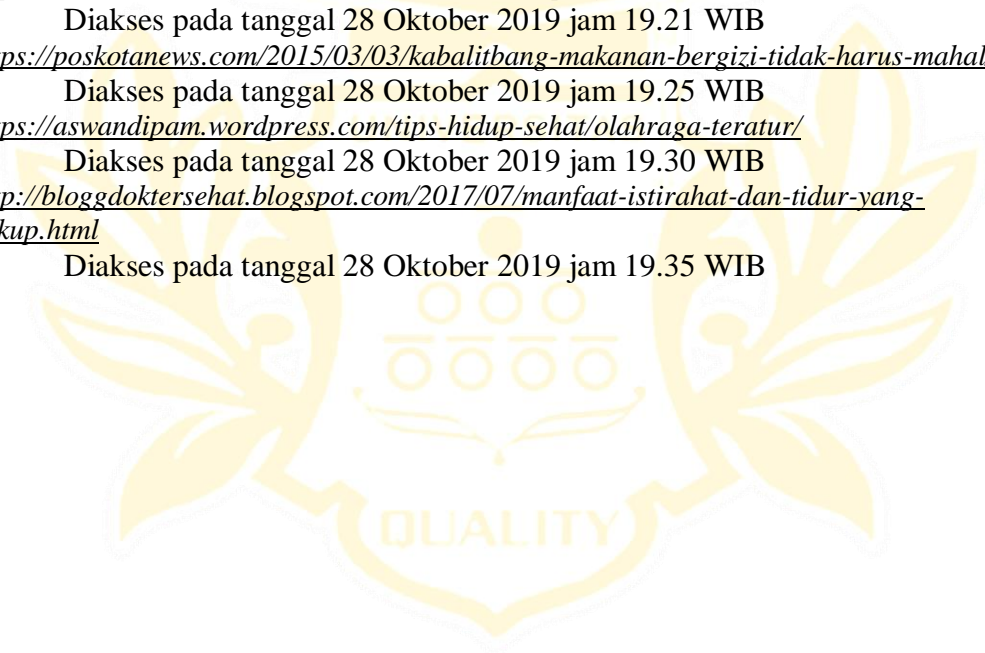 Diakses pada tanggal 28 Oktober 2019 jam 19.21 WIB
ps://poskotanews.com/2015/03/03/kabalitbang-makanan-bergizi-tidak-harus-mahal
Diakses pada tanggal 28 Oktober 2019 jam 19.25 WIB
ps://aswandipam.wordpress.com/tips-hidup-sehat/olahraga-teratur/
Diakses pada tanggal 28 Oktober 2019 jam 19.30 WIB
p://bloggdoktersehat.blogspot.com/2017/07/manfaat-istirahat-dan-tidur-yang-
kup.html
Diakses pada tanggal 28 Oktober 2019 jam 19.35 WIB
QUALITY